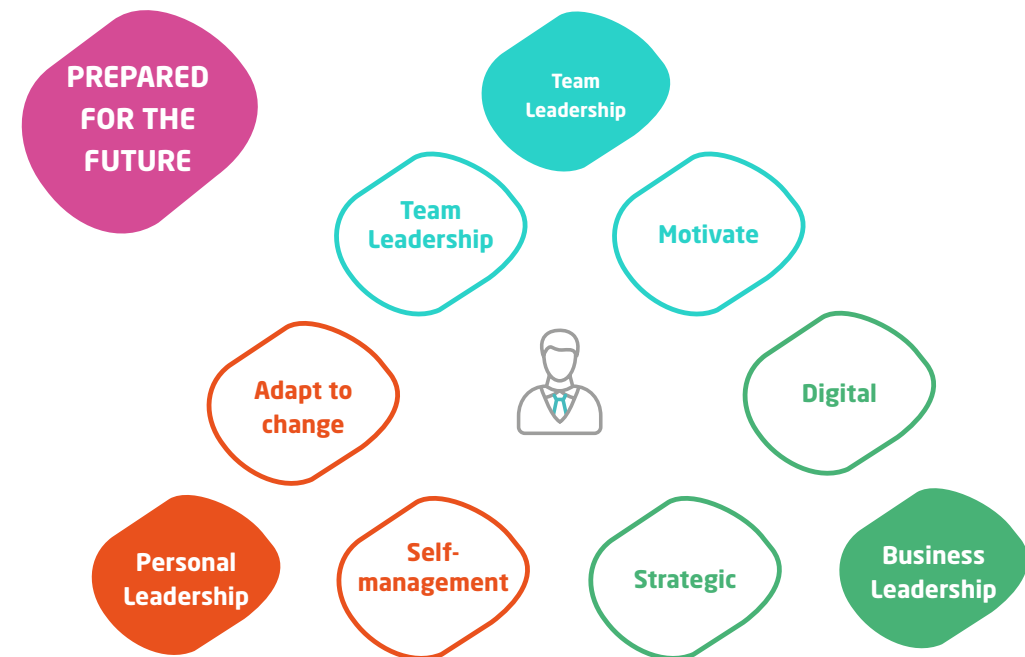 PREPARED
FOR THE
FUTURE
Team
Leadership
Team
Leadership
Motivate
Adapt to
change
Digital
Personal
Leadership
Self-
management
Strategic
Business
Leadership